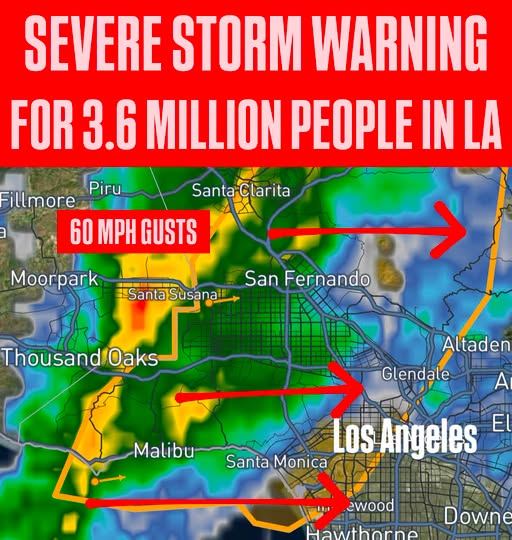 SEVERE STORM WARNING
FOR 3.6 MILLION PEOPLE IN LA
Piru
Santa Clarita
Fillmore
60 MPH GUSTS
Moorpark
San Fernando
Santa Susana
Altaden
Thousand Oaks
Glendale
Los Angeles
Malibu
Santa Monica
Downe
Hawthorne